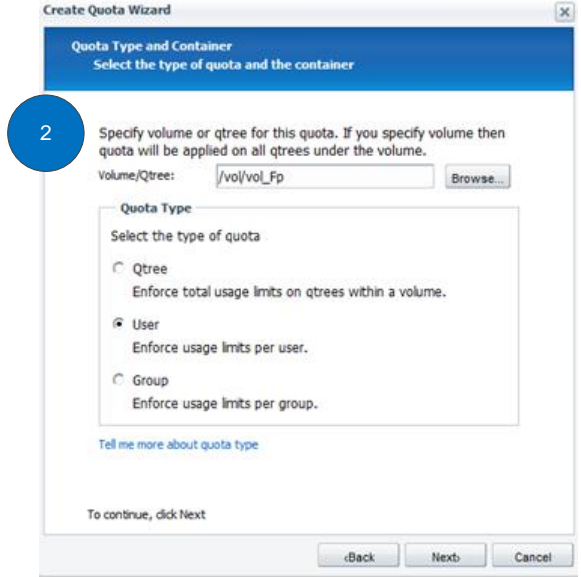 Create Quota Wizard
Quota Type and Container
Select the type of quota and the container
2
Specify volume or qtree for this quota. If you specify volume then
quota will be applied on all qtrees under the volume.
Volume/Qtree: /vol/vol_Fp Browse...
Quota Type
Select the type of quota
Qtree
Enforce total usage limits on qtrees within a volume.
User
Enforce usage limits per user.
Group
Enforce usage limits per group.
Tell me more about quota type
To continue, click Next
‹Back Next› Cancel